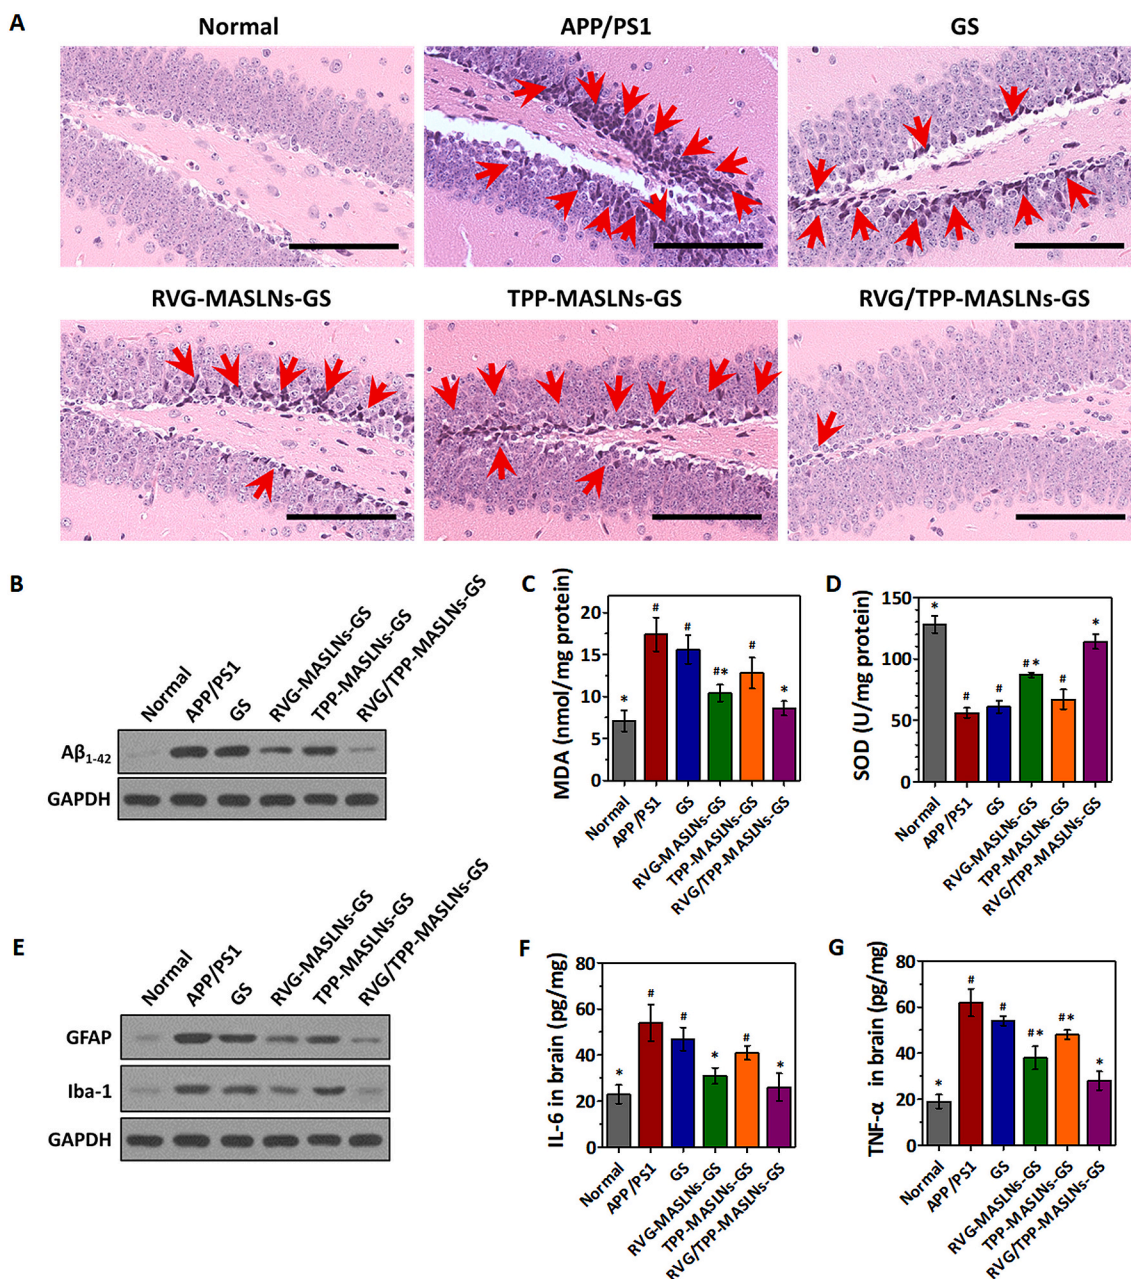 A
Normal
APP/PS1
GS
RVG-MASLNs-GS
TPP-MASLNs-GS
RVG/TPP-MASLNs-GS
B
Normal
APP/PS1
GS
RVG-MASLNs-GS
TPP-MASLNs-GS
RVG/TPP-MASLNs-GS
Aβ1-42
GAPDH
C
MDA (nmol/mg protein)
20
15
10
5
0
*
#
#
#*
#
*
Normal
APP/PS1
GS
RVG-MASLNs-GS
TPP-MASLNs-GS
RVG/TPP-MASLNs-GS
D
SOD (U/mg protein)
150
100
50
0
*
#
#
#*
#
*
Normal
APP/PS1
GS
RVG-MASLNs-GS
TPP-MASLNs-GS
RVG/TPP-MASLNs-GS
E
Normal
APP/PS1
GS
RVG-MASLNs-GS
TPP-MASLNs-GS
RVG/TPP-MASLNs-GS
GFAP
Iba-1
GAPDH
F
IL-6 in brain (pg/mg)
80
60
40
20
0
*
#
#
*
#
*
Normal
APP/PS1
GS
RVG-MASLNs-GS
TPP-MASLNs-GS
RVG/TPP-MASLNs-GS
G
TNF-α in brain (pg/mg)
80
60
40
20
0
*
#
#
#*
#*
*
Normal
APP/PS1
GS
RVG-MASLNs-GS
TPP-MASLNs-GS
RVG/TPP-MASLNs-GS